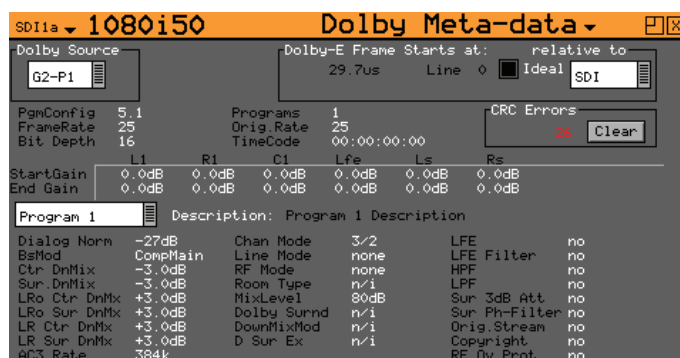 SDI1a 1080i50 Dolby Meta-data
Dolby Source Dolby-E Frame Starts at: relative to
G2-P1 29.7us Line 0 Ideal SDI
PgmConfig 5.1 Programs 1 CRC Errors
FrameRate 25 Orig.Rate 25 26 Clear
Bit Depth 16 TimeCode 00:00:00:00
L1 R1 C1 Lfe Ls Rs
StartGain 0.0dB 0.0dB 0.0dB 0.0dB 0.0dB 0.0dB
End Gain 0.0dB 0.0dB 0.0dB 0.0dB 0.0dB 0.0dB
Program 1 Description: Program 1 Description
Dialog Norm -27dB Chan Mode 3/2 LFE no
BsMod CompMain Line Mode none LFE Filter no
Ctr DnMix -3.0dB RF Mode none HPF no
Sur.DnMix -3.0dB Room Type n/i LPF no
LRo Ctr DnMx +3.0dB MixLevel 80dB Sur 3dB Att no
LRo Sur DnMx +3.0dB Dolby Surnd n/i Sur Ph-Filter no
LR Ctr DnMx +3.0dB DownMixMod n/i Orig.Stream no
LR Sur DnMx +3.0dB D Sur Ex n/i Copyright no
AC3 Rate 384k RF Ov Prot no